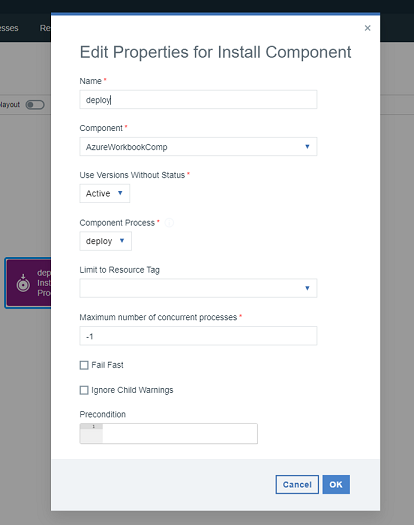 esses
Re
×
Edit Properties for Install Component
layout
Name *
deploy
Component *
AzureWorkbookComp
Use Versions Without Status *
Active
Component Process *
deploy
dep
Inst
Pro
Limit to Resource Tag
Maximum number of concurrent processes *
-1
Fail Fast
Ignore Child Warnings
Precondition
1
Cancel OK